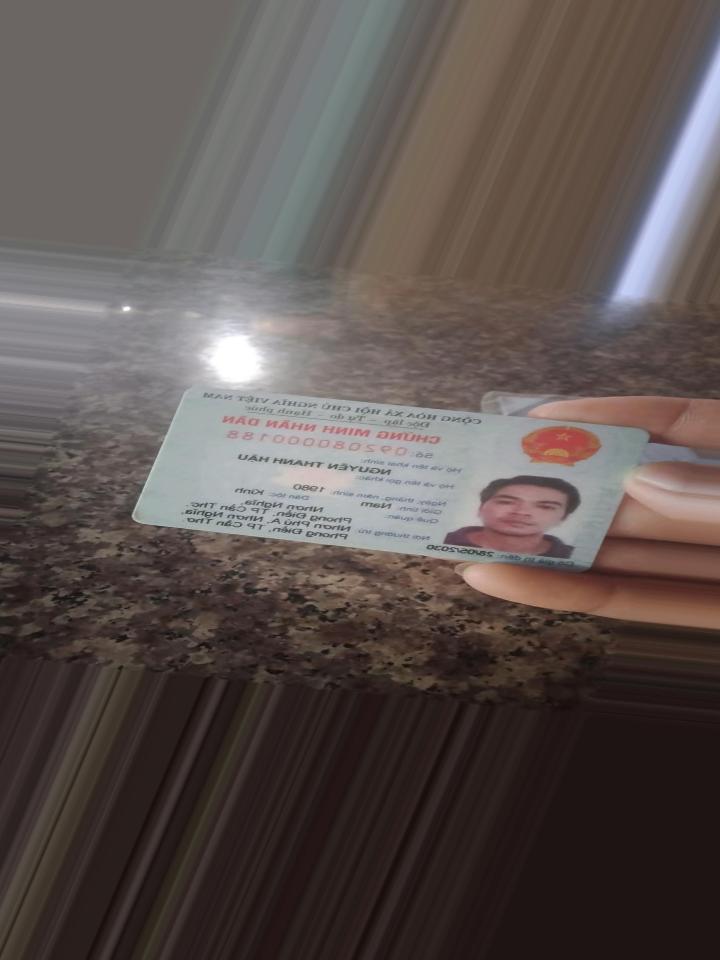 CỘNG HÒA XÃ HỘI CHỦ NGHĨA VIỆT NAM
Độc lập - Tự do - Hạnh phúc
CHỨNG MINH NHÂN DÂN
Số: 092080000188
Họ và tên khai sinh:
NGUYỄN THANH HẬU
Họ và tên gọi khác:
Ngày, tháng, năm sinh: 1980
Giới tính: Nam Dân tộc: Kinh
Quê quán: Nhơn Nghĩa,
Phong Điền, TP Cần Thơ
Nơi thường trú: Nhơn Nghĩa,
Phong Điền, TP. Cần Thơ
Có giá trị đến: 28/05/2030